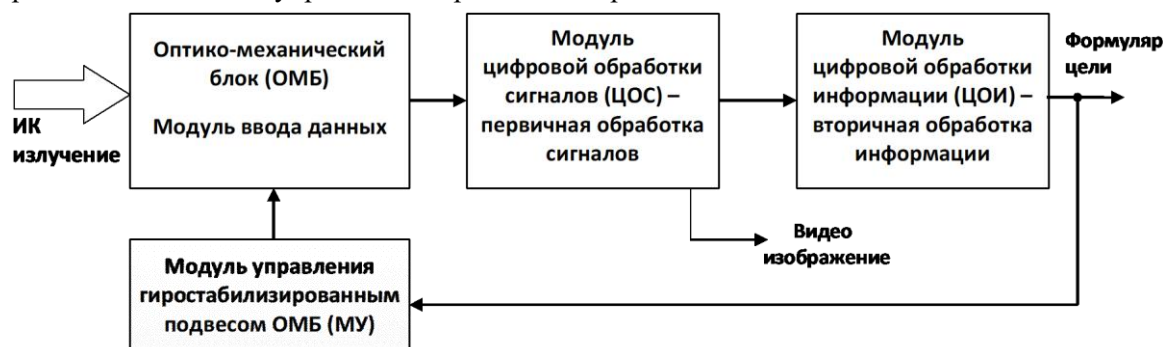 Оптико-механический
блок (ОМБ)
Модуль ввода данных
Модуль
цифровой обработки
сигналов (ЦОС) –
первичная обработка
сигналов
Модуль
цифровой обработки
информации (ЦОИ) –
вторичная обработка
информации
Формуляр
цели
ИК
излучение
Видео
изображение
Модуль управления
гиростабилизированным
подвесом ОМБ (МУ)